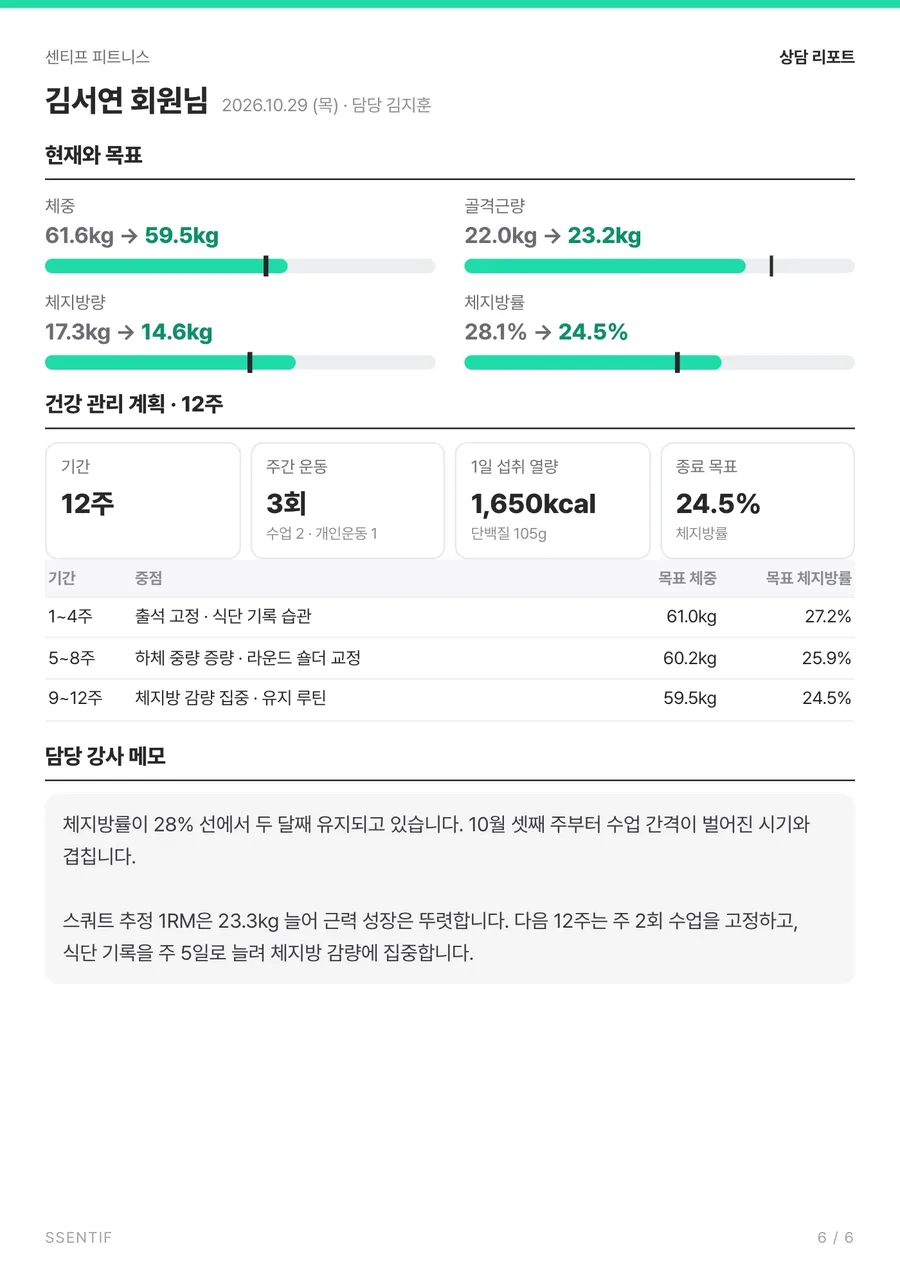 센티프 피트니스
상담 리포트
김서연 회원님 2026.10.29 (목) · 담당 김지훈
현재와 목표
체중
61.6kg → 59.5kg
골격근량
22.0kg → 23.2kg
체지방량
17.3kg → 14.6kg
체지방률
28.1% → 24.5%
건강 관리 계획 · 12주
기간
12주
주간 운동
3회
수업 2 · 개인운동 1
1일 섭취 열량
1,650kcal
단백질 105g
종료 목표
24.5%
체지방률
기간 중점 목표 체중 목표 체지방률
1~4주 출석 고정 · 식단 기록 습관 61.0kg 27.2%
5~8주 하체 중량 증량 · 라운드 숄더 교정 60.2kg 25.9%
9~12주 체지방 감량 집중 · 유지 루틴 59.5kg 24.5%
담당 강사 메모
체지방률이 28% 선에서 두 달째 유지되고 있습니다. 10월 셋째 주부터 수업 간격이 벌어진 시기와
겹칩니다.
스쿼트 추정 1RM은 23.3kg 늘어 근력 성장은 뚜렷합니다. 다음 12주는 주 2회 수업을 고정하고,
식단 기록을 주 5일로 늘려 체지방 감량에 집중합니다.
SSENTIF
6 / 6